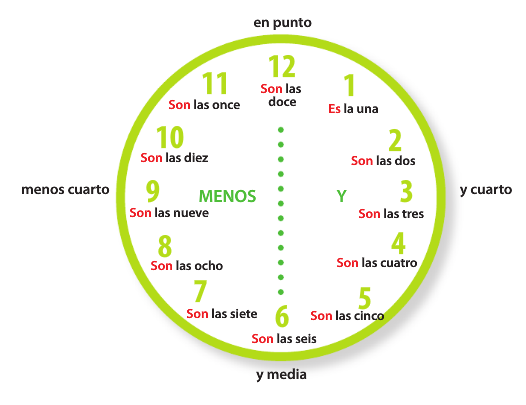 en punto
12
Son las
doce
11
Son las once
1
Es la una
10
Son las diez
2
Son las dos
menos cuarto
9
Son las nueve
MENOS
Y
3
Son las tres
y cuarto
8
Son las ocho
4
Son las cuatro
7
Son las siete
5
Son las cinco
6
Son las seis
y media